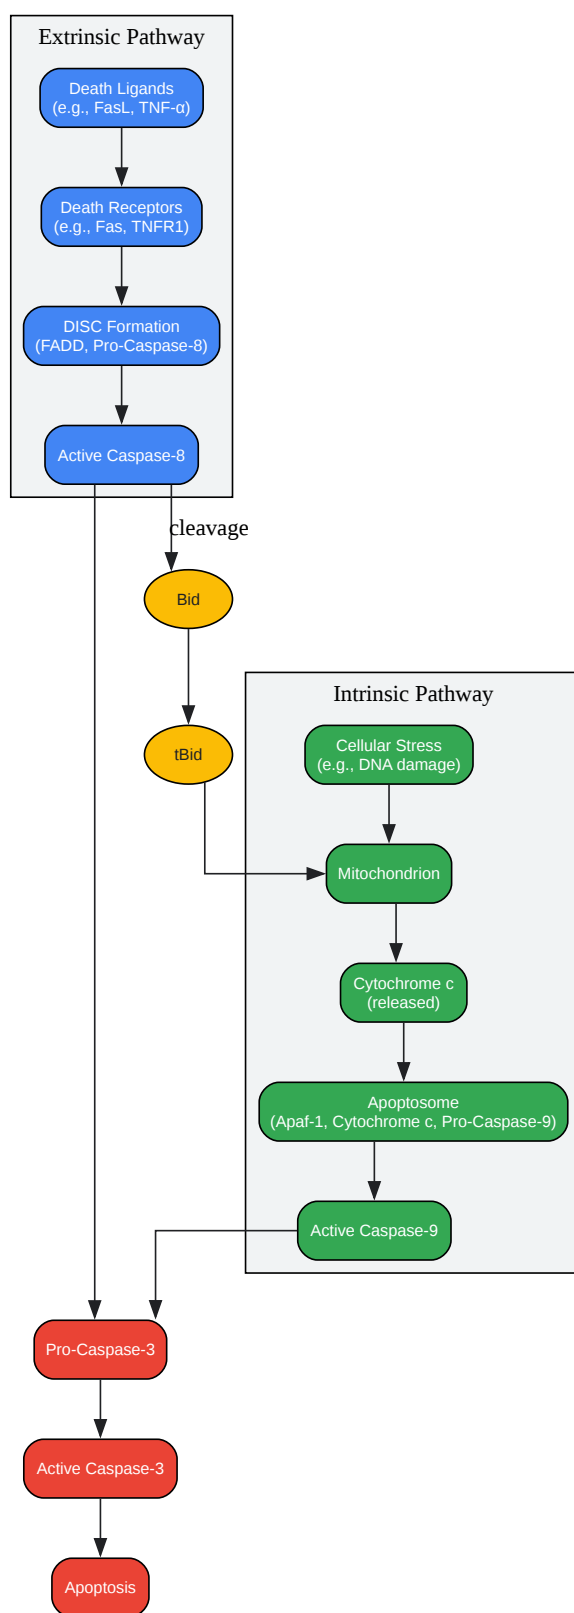 Extrinsic Pathway
Death Ligands
(e.g., FasL, TNF-α)
Death Receptors
(e.g., Fas, TNFR1)
DISC Formation
(FADD, Pro-Caspase-8)
Active Caspase-8
cleavage
Bid
tBid
Intrinsic Pathway
Cellular Stress
(e.g., DNA damage)
Mitochondrion
Cytochrome c
(released)
Apoptosome
(Apaf-1, Cytochrome c, Pro-Caspase-9)
Active Caspase-9
Pro-Caspase-3
Active Caspase-3
Apoptosis